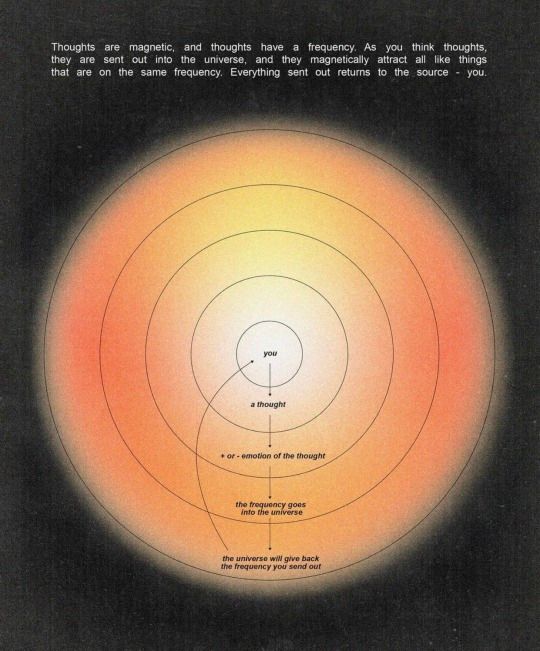 Thoughts are magnetic, and thoughts have a frequency. As you think thoughts,
they are sent out into the universe, and they magnetically attract all like things
that are on the same frequency. Everything sent out returns to the source - you.
you
a thought
+ or - emotion of the thought
the frequency goes
into the universe
the universe will give back
the frequency you send out